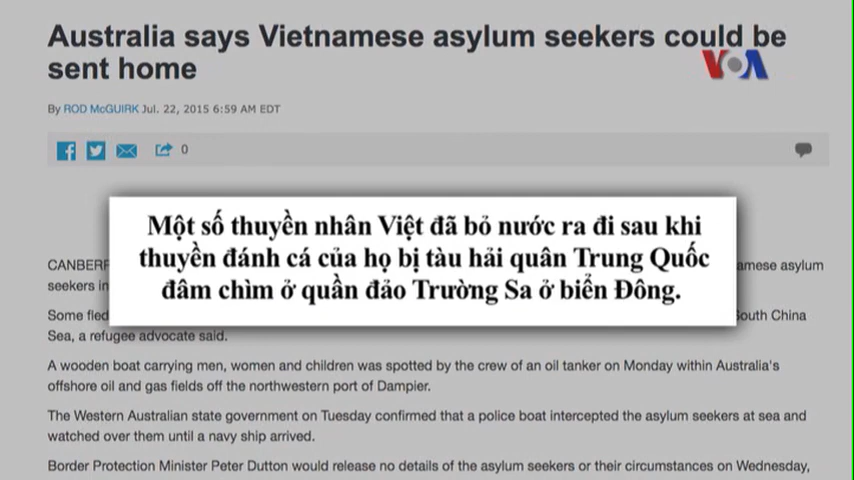 Australia says Vietnamese asylum seekers could be
sent home
VOA
By ROD McGUIRK Jul. 22, 2015 6:59 AM EDT
0
Một số thuyền nhân Việt đã bỏ nước ra đi sau khi
thuyền đánh cá của họ bị tàu hải quân Trung Quốc
đâm chìm ở quần đảo Trường Sa ở biển Đông.
asylum
seekers in
Some fled South China
Sea, a refugee advocate said.
A wooden boat carrying men, women and children was spotted by the crew of an oil tanker on Monday within Australia's
offshore oil and gas fields off the northwestern port of Dampier.
The Western Australian state government on Tuesday confirmed that a police boat intercepted the asylum seekers at sea and
watched over them until a navy ship arrived.
Border Protection Minister Peter Dutton would release no details of the asylum seekers or their circumstances on Wednesday,